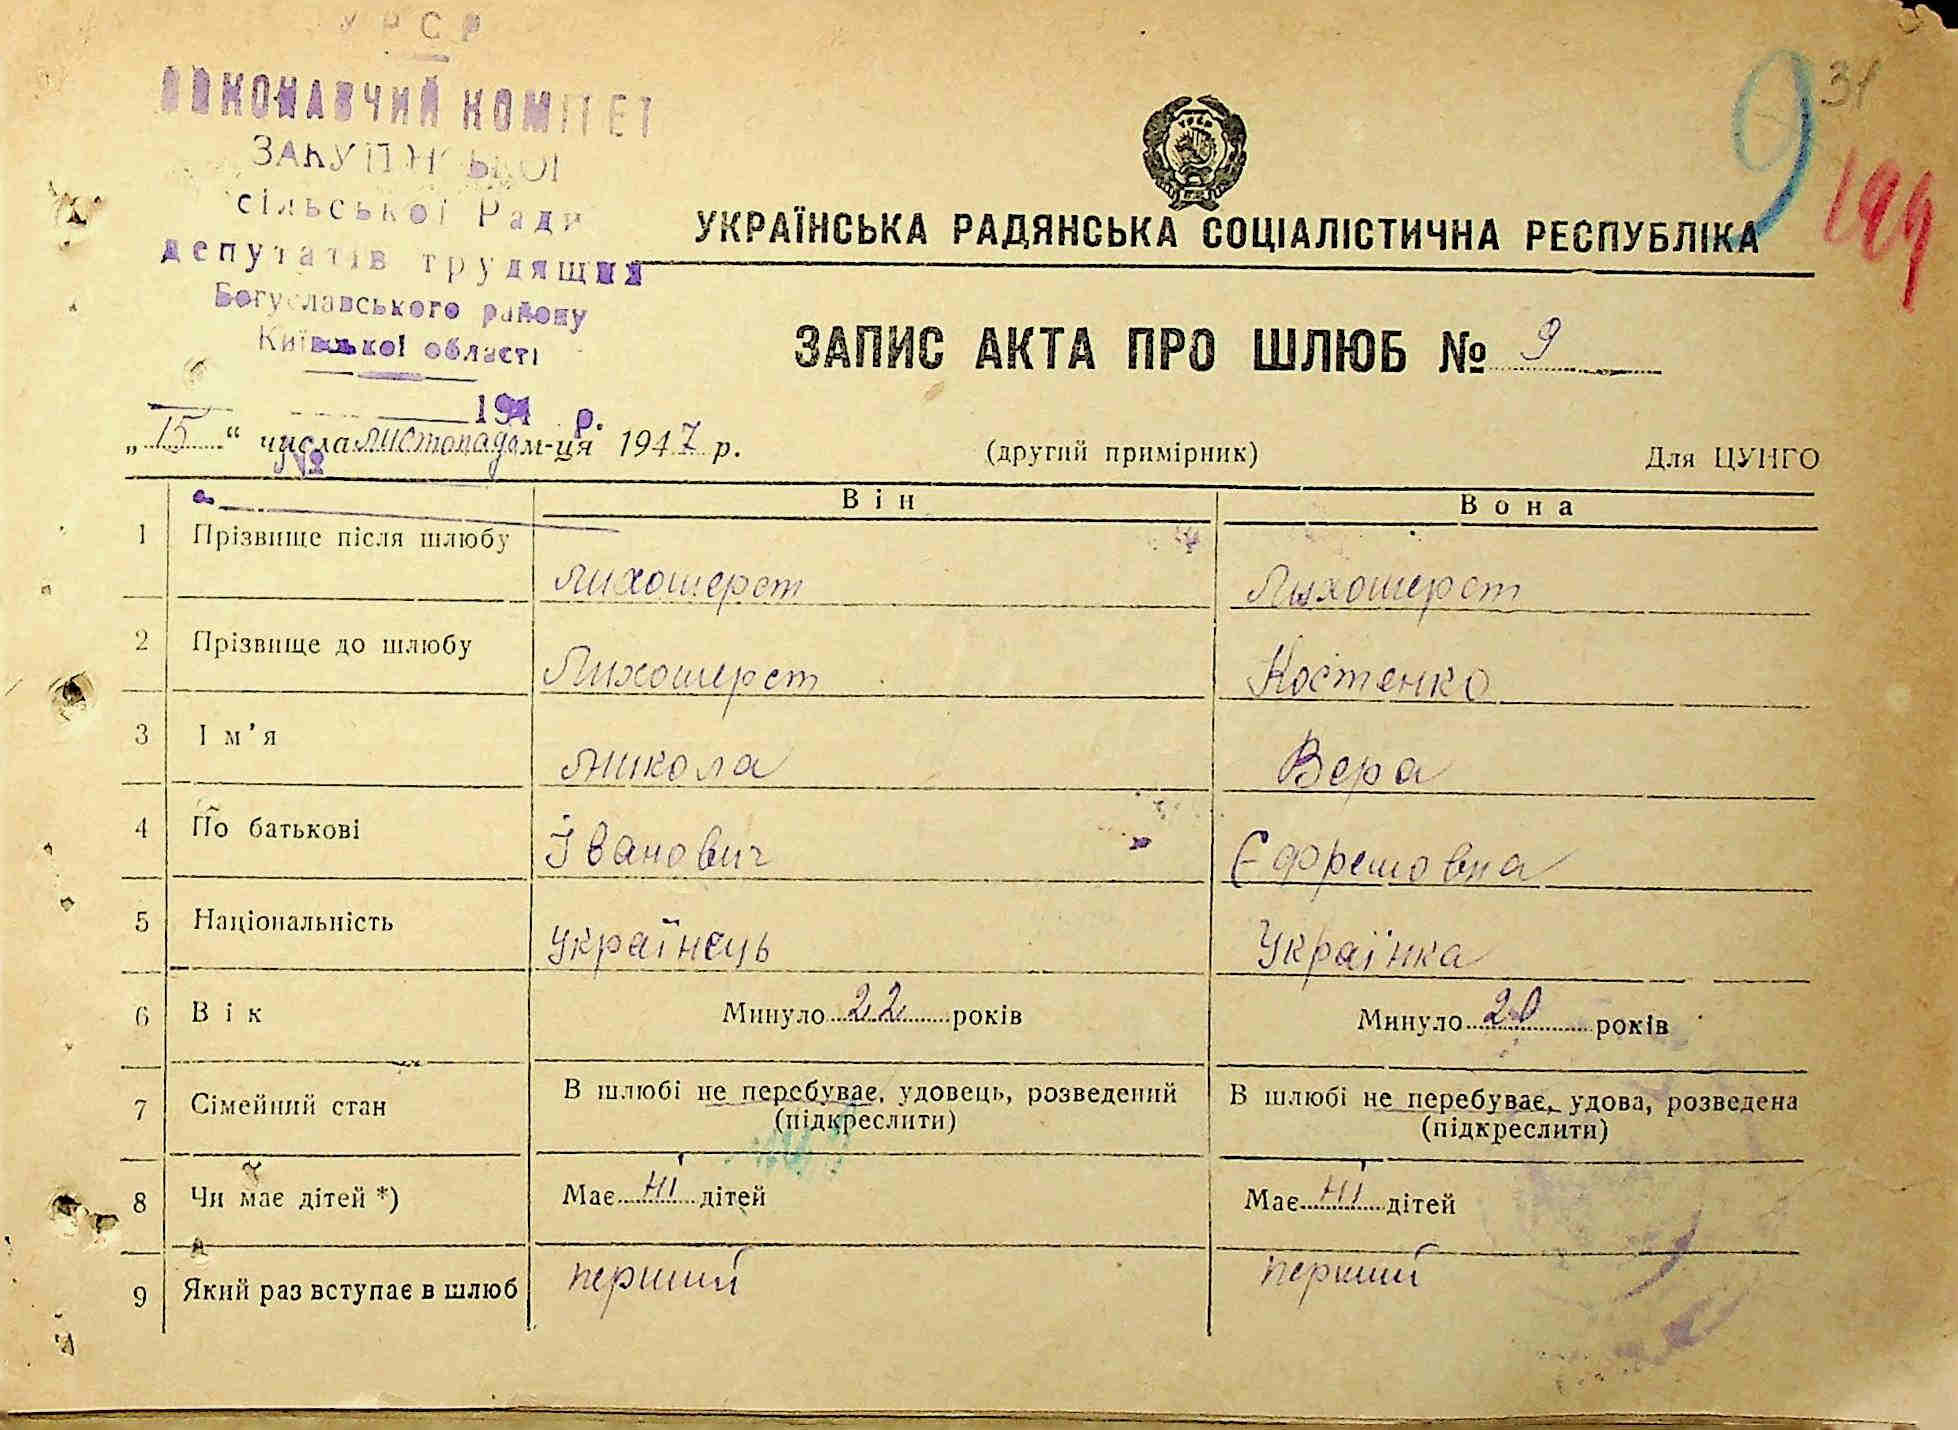 УРСР
ВИКОНАВЧИЙ КОМІТЕТ
сільської Ради
депутатів трудящих
Богуславського району
Київської області
194 р.
№
9
31
199
УКРАЇНСЬКА РАДЯНСЬКА СОЦІАЛІСТИЧНА РЕСПУБЛІКА
ЗАПИС АКТА ПРО ШЛЮБ № 9
„15“ числа листопада м-ця 1947 р. (другий примірник) Для ЦУНГО
Він Вона
1 Прізвище після шлюбу Лихошерст Лихошерст
2 Прізвище до шлюбу Лихошерст Костенко
3 Ім’я Микола Вера
4 По батькові Іванович Єфремовна
5 Національність Українець Українка
6 Вік Минуло 22 років Минуло 20 років
7 Сімейний стан В шлюбі не перебуває, удовець, розведений В шлюбі не перебуває, удова, розведена
(підкреслити) (підкреслити)
8 Чи має дітей *) Має ні дітей Має ні дітей
9 Який раз вступає в шлюб перший перший